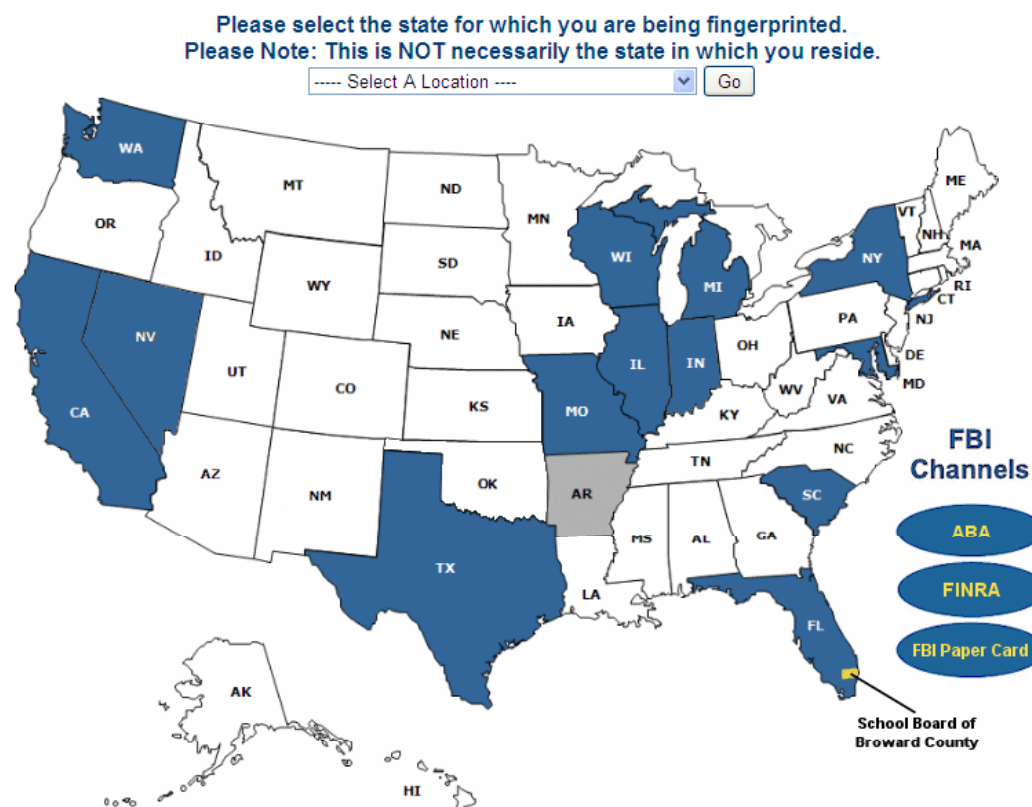 Please select the state for which you are being fingerprinted.
Please Note: This is NOT necessarily the state in which you reside.
----- Select A Location ----
Go
WA
MT
ND
MN
ME
VT
NH
OR
ID
SD
WI
NY
MA
WY
MI
RI
CT
IA
PA
NJ
NV
NE
OH
UT
IL
IN
DE
CO
MD
WV
VA
CA
KS
MO
KY
NC
AZ
NM
OK
TN
AR
SC
MS
AL
GA
TX
LA
FL
AK
HI
FBI
Channels
ABA
FINRA
FBI Paper Card
School Board of
Broward County